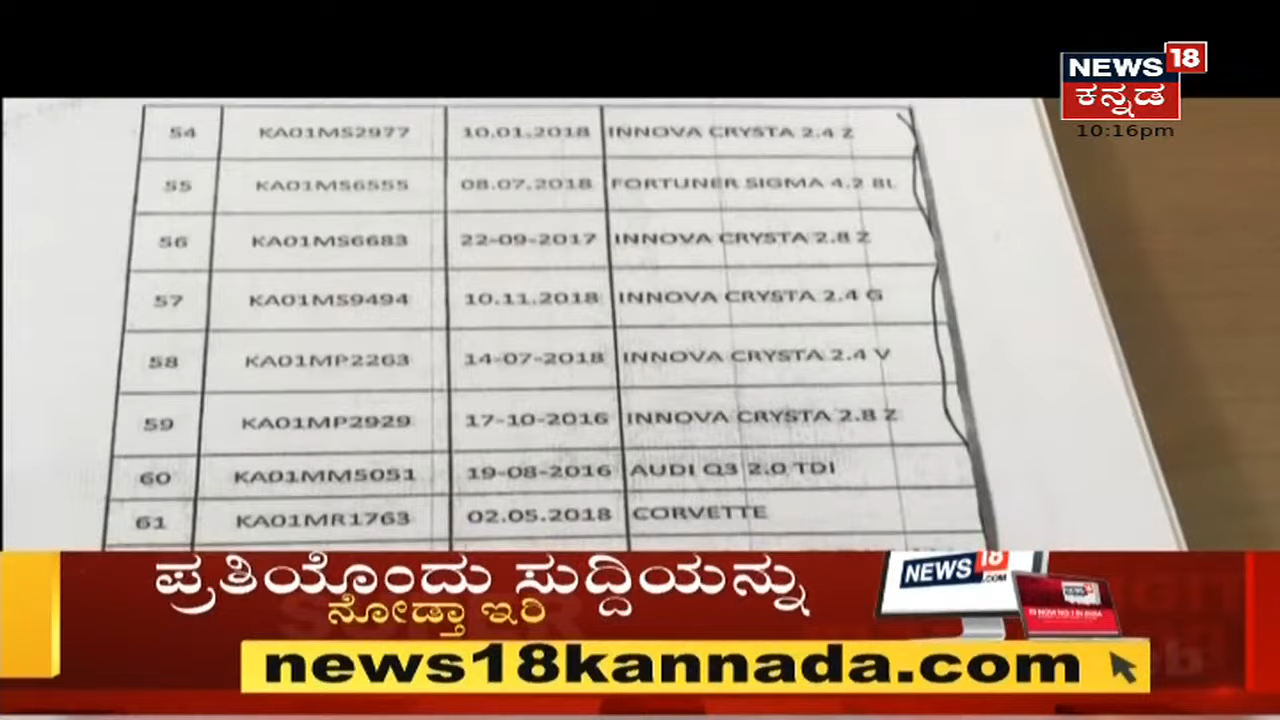 NEWS 18
ಕನ್ನಡ
10:16pm
54 KA01MS2977 10.01.2018 INNOVA CRYSTA 2.4 Z
55 KA01MS6555 08.07.2018 FORTUNER SIGMA 4.2 BL
56 KA01MS6683 22-09-2017 INNOVA CRYSTA 2.8 Z
57 KA01MS9494 10.11.2018 INNOVA CRYSTA 2.4 G
58 KA01MP2263 14-07-2018 INNOVA CRYSTA 2.4 V
59 KA01MP2929 17-10-2016 INNOVA CRYSTA 2.8 Z
60 KA01MM5051 19-08-2016 AUDI Q3 2.0 TDI
61 KA01MR1763 02.05.2018 CORVETTE
ಪ್ರತಿಯೊಂದು ಸುದ್ದಿಯನ್ನು
ನೋಡ್ತಾ ಇರಿ
NEWS 18
.COM
news18kannada.com